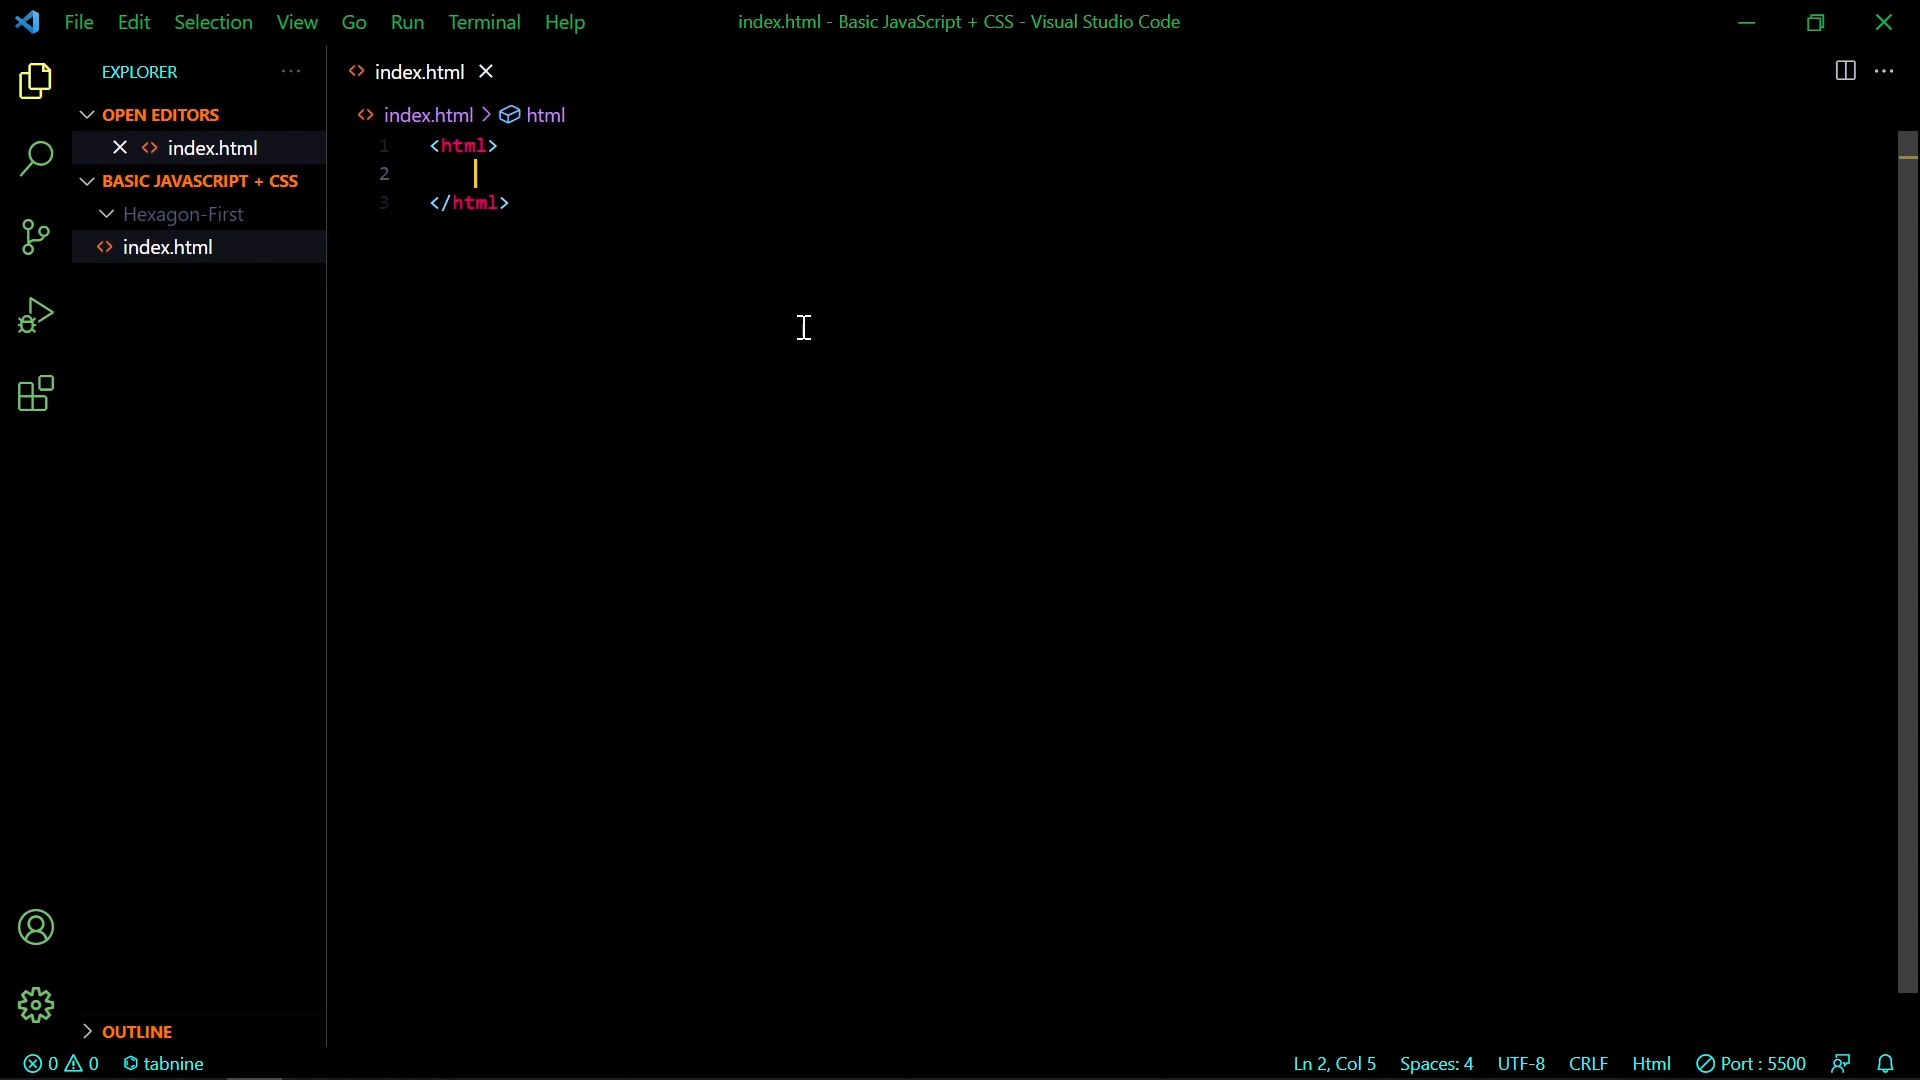 File Edit Selection View Go Run Terminal Help index.html - Basic JavaScript + CSS - Visual Studio Code
EXPLORER
OPEN EDITORS
index.html
BASIC JAVASCRIPT + CSS
Hexagon-First
index.html
OUTLINE
index.html
index.html > html
1 <html>
2
3 </html>
0 0 tabnine Ln 2, Col 5 Spaces: 4 UTF-8 CRLF Html Port : 5500